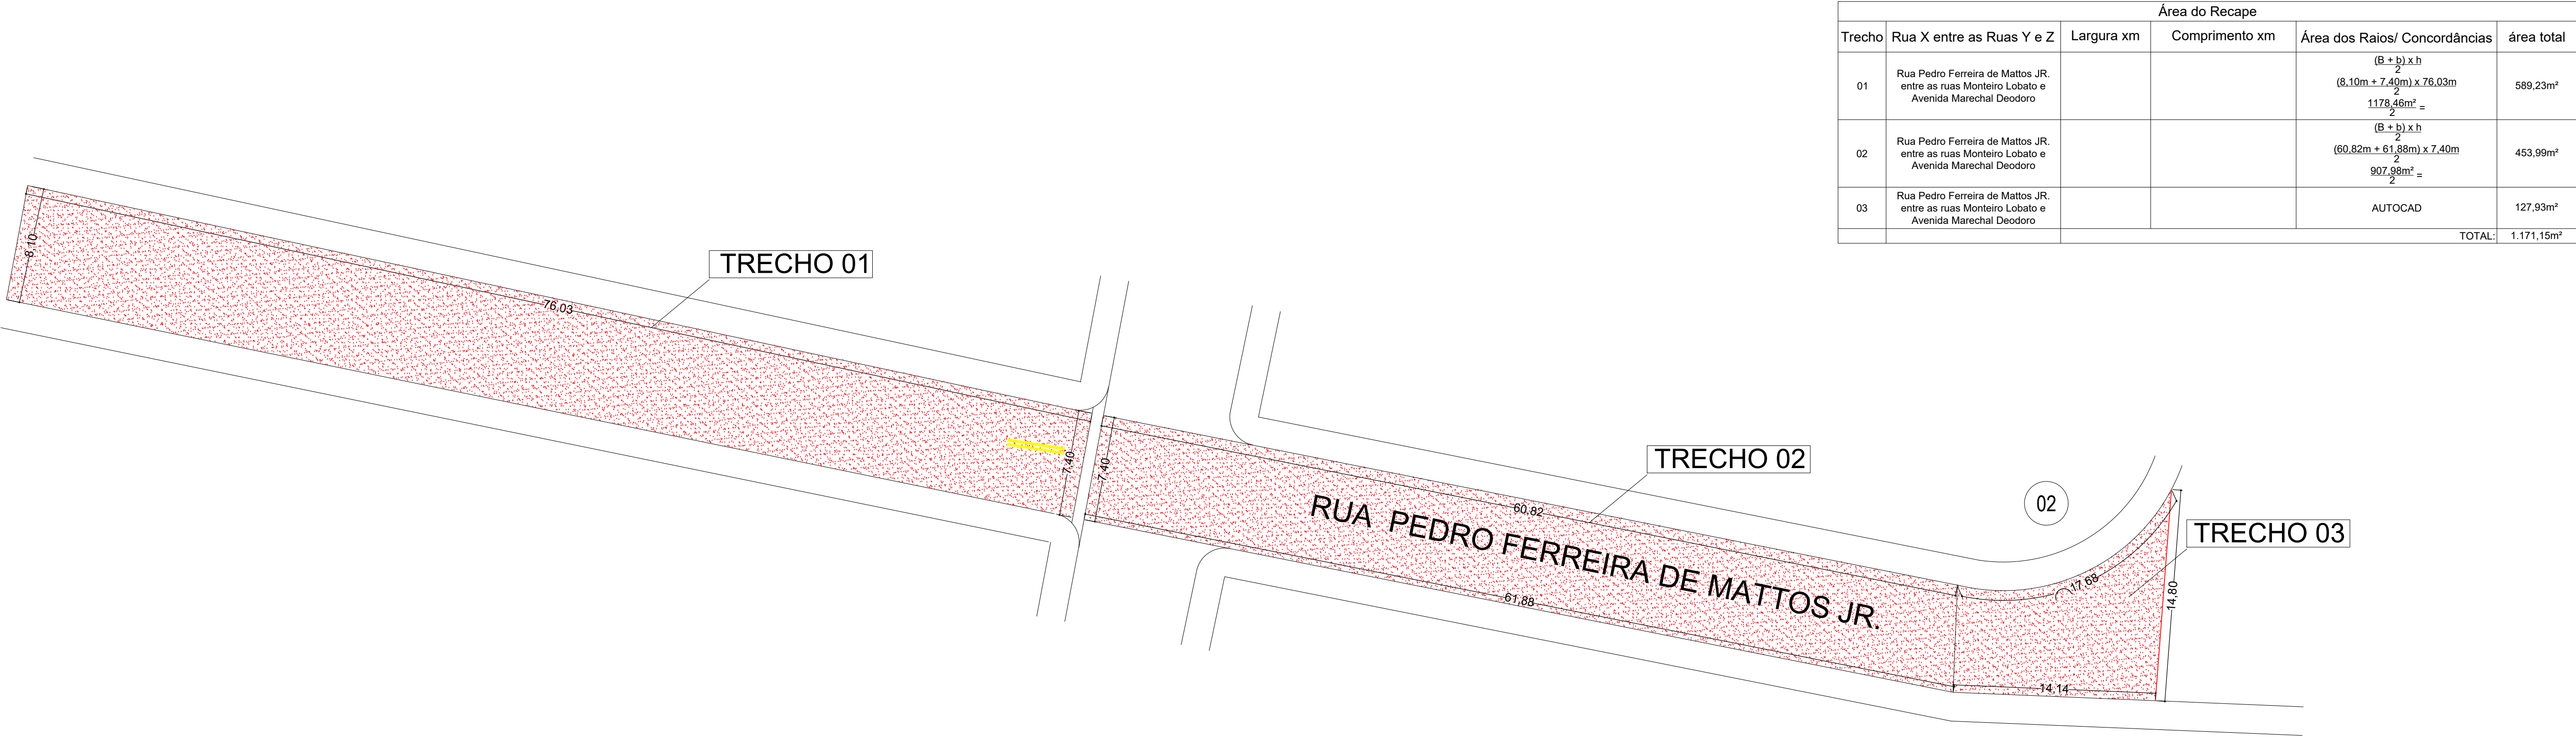 Área do Recape
Trecho
Rua X entre as Ruas Y e Z
Largura xm
Comprimento xm
Área dos Raios/ Concordâncias
área total
01
Rua Pedro Ferreira de Mattos JR.
entre as ruas Monteiro Lobato e
Avenida Marechal Deodoro
(B + b) x h
2
(8,10m + 7,40m) x 76,03m
2
1178,46m² =
2
589,23m²
02
Rua Pedro Ferreira de Mattos JR.
entre as ruas Monteiro Lobato e
Avenida Marechal Deodoro
(B + b) x h
2
(60,82m + 61,88m) x 7,40m
2
907,98m² =
2
453,99m²
03
Rua Pedro Ferreira de Mattos JR.
entre as ruas Monteiro Lobato e
Avenida Marechal Deodoro
AUTOCAD
127,93m²
TOTAL:
1.171,15m²
8,10
76,03
TRECHO 01
7,40
7,40
60,82
TRECHO 02
RUA PEDRO FERREIRA DE MATTOS JR.
61,88
02
17,68
TRECHO 03
14,80
14,14